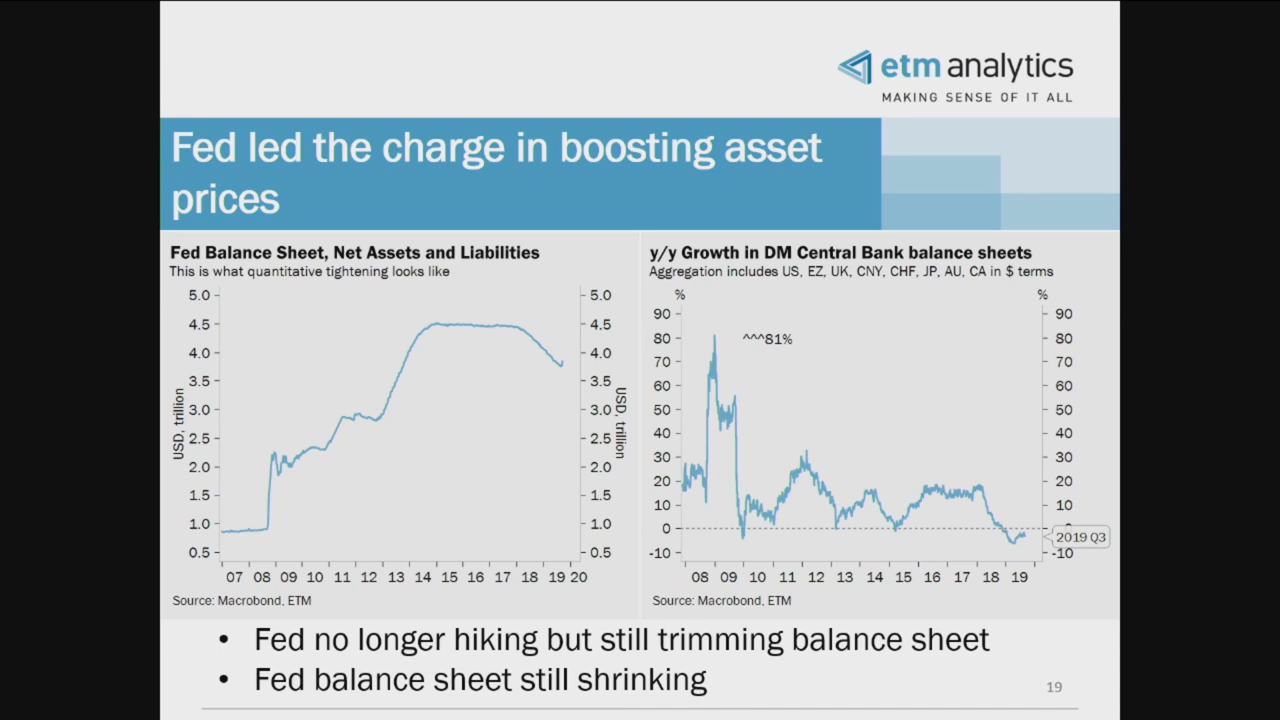 etm analytics
MAKING SENSE OF IT ALL
Fed led the charge in boosting asset
prices
Fed Balance Sheet, Net Assets and Liabilities
This is what quantitative tightening looks like
5.0 5.0
4.5 4.5
4.0 4.0
3.5 3.5
3.0 3.0
2.5 2.5
2.0 2.0
1.5 1.5
1.0 1.0
0.5 0.5
USD, trillion
USD, trillion
07 08 09 10 11 12 13 14 15 16 17 18 19 20
Source: Macrobond, ETM
y/y Growth in DM Central Bank balance sheets
Aggregation includes US, EZ, UK, CNY, CHF, JP, AU, CA in $ terms
% %
90 90
80 80
70 70
60 60
50 50
40 40
30 30
20 20
10 10
0 0
-10 -10
^^^81%
2019 Q3
08 09 10 11 12 13 14 15 16 17 18 19
Source: Macrobond, ETM
• Fed no longer hiking but still trimming balance sheet
• Fed balance sheet still shrinking
19